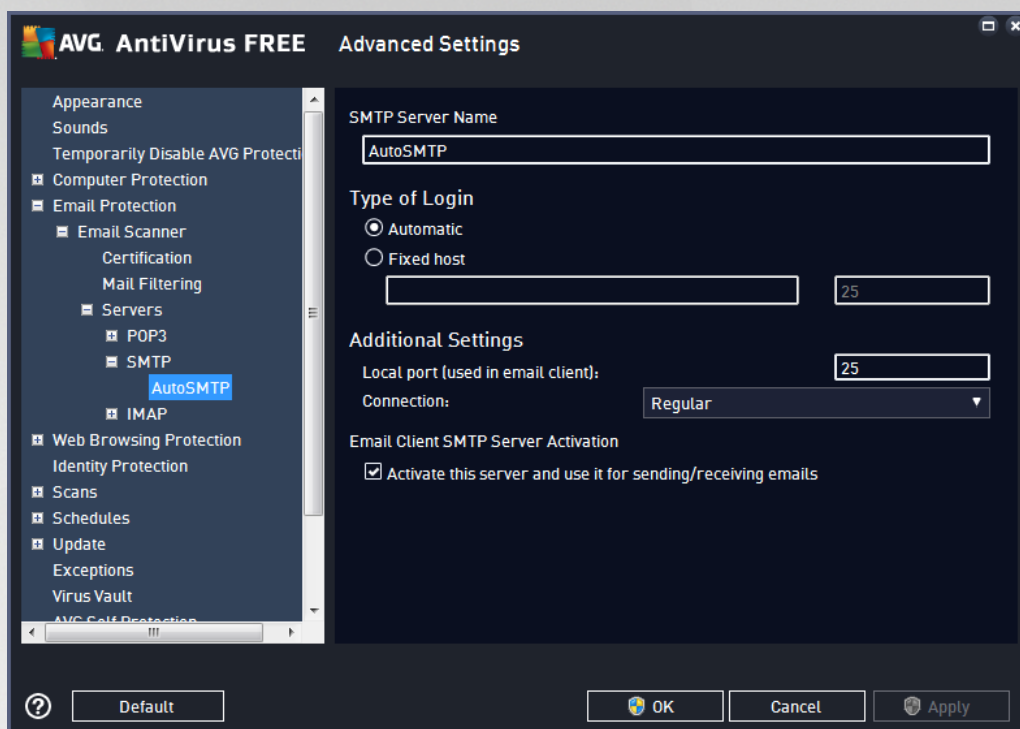 AVG. AntiVirus FREE Advanced Settings
Appearance
Sounds
Temporarily Disable AVG Protecti
Computer Protection
Email Protection
Email Scanner
Certification
Mail Filtering
Servers
POP3
SMTP
AutoSMTP
IMAP
Web Browsing Protection
Identity Protection
Scans
Schedules
Update
Exceptions
Virus Vault
AVG Self Protection
SMTP Server Name
AutoSMTP
Type of Login
Automatic
Fixed host
25
Additional Settings
Local port (used in email client): 25
Connection: Regular
Email Client SMTP Server Activation
Activate this server and use it for sending/receiving emails
Default OK Cancel Apply